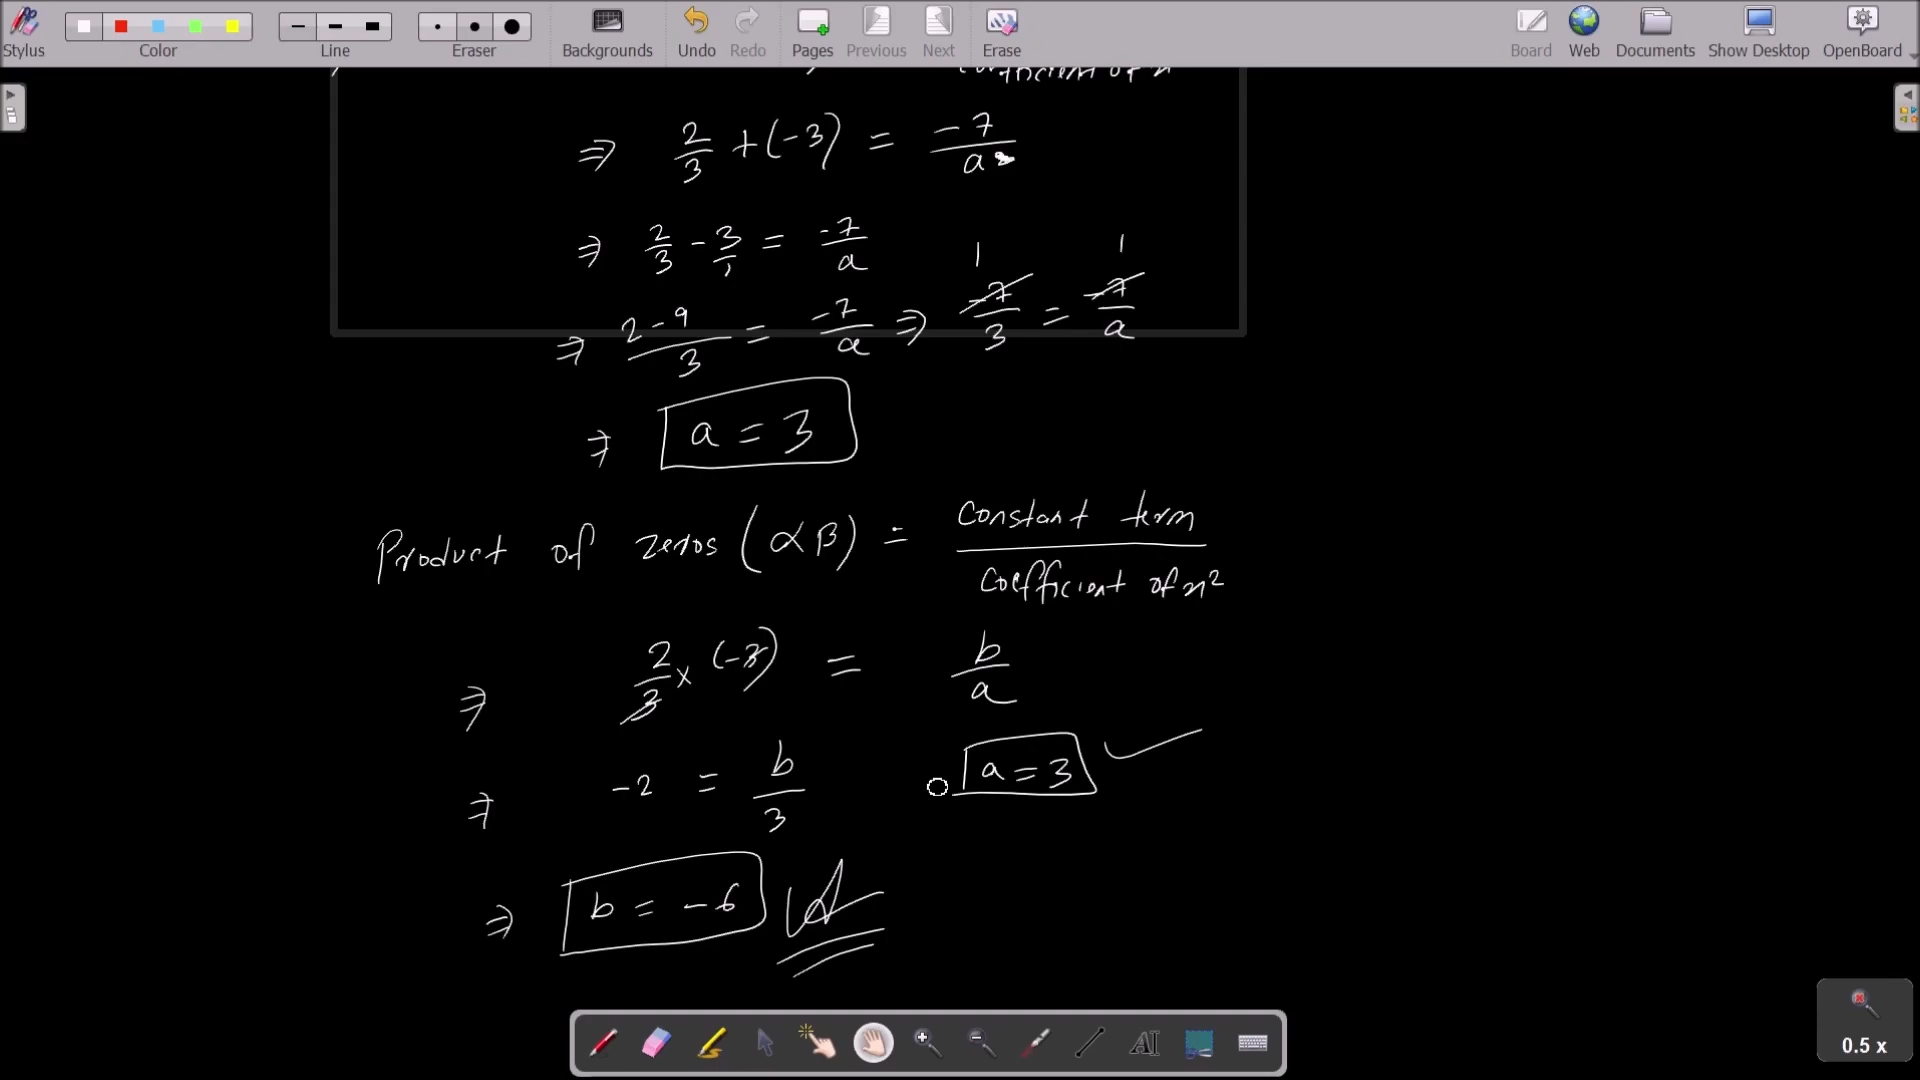 Stylus Color Line Eraser Backgrounds Undo Redo Pages Previous Next Erase Board Web Documents Show Desktop OpenBoard
⇒ 2/3 + (-3) = -7/a
⇒ 2/3 - 3/1 = -7/a
1 1
⇒ 2-9/3 = -7/a ⇒ -7/3 = -7/a
⇒ a = 3
Product of zeros (αβ) = Constant term / Coefficient of x²
⇒ 2/3 × (-3) = b/a
⇒ -2 = b/3 a = 3
⇒ b = -6
AI
0.5 x